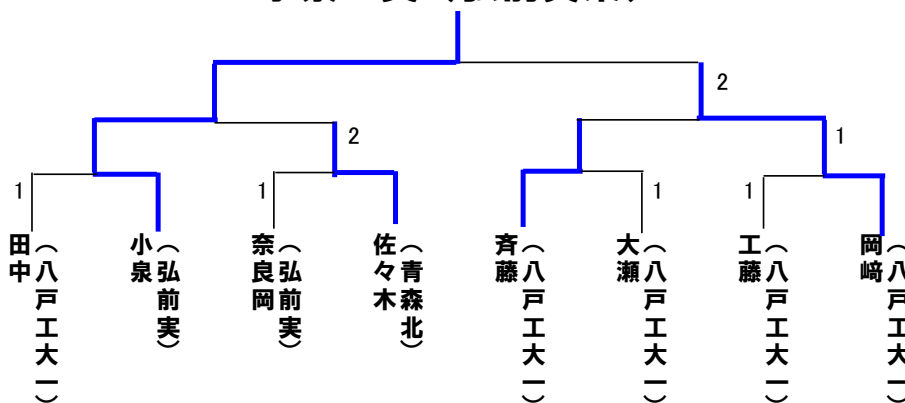 2
2
1
1
1
1
1
田中（八戸工大一）
小泉（弘前実）
奈良岡（弘前実）
佐々木（青森北）
斉藤（八戸工大一）
大瀬（八戸工大一）
工藤（八戸工大一）
岡﨑（八戸工大一）